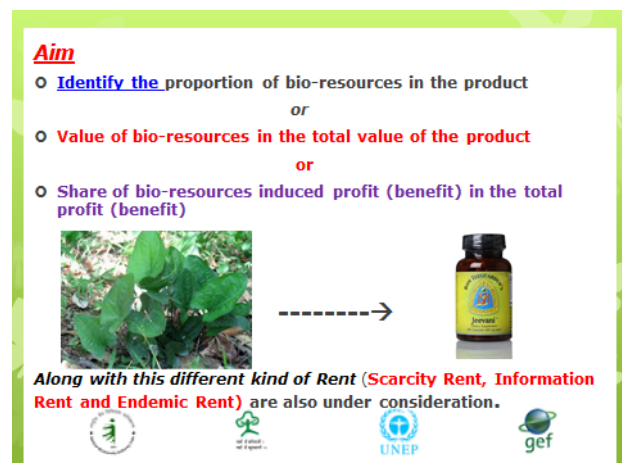 Aim
Identify the proportion of bio-resources in the product
or
Value of bio-resources in the total value of the product
or
Share of bio-resources induced profit (benefit) in the total
profit (benefit)
--------→
Jeevani
Along with this different kind of Rent (Scarcity Rent, Information
Rent and Endemic Rent) are also under consideration.
UNEP
gef